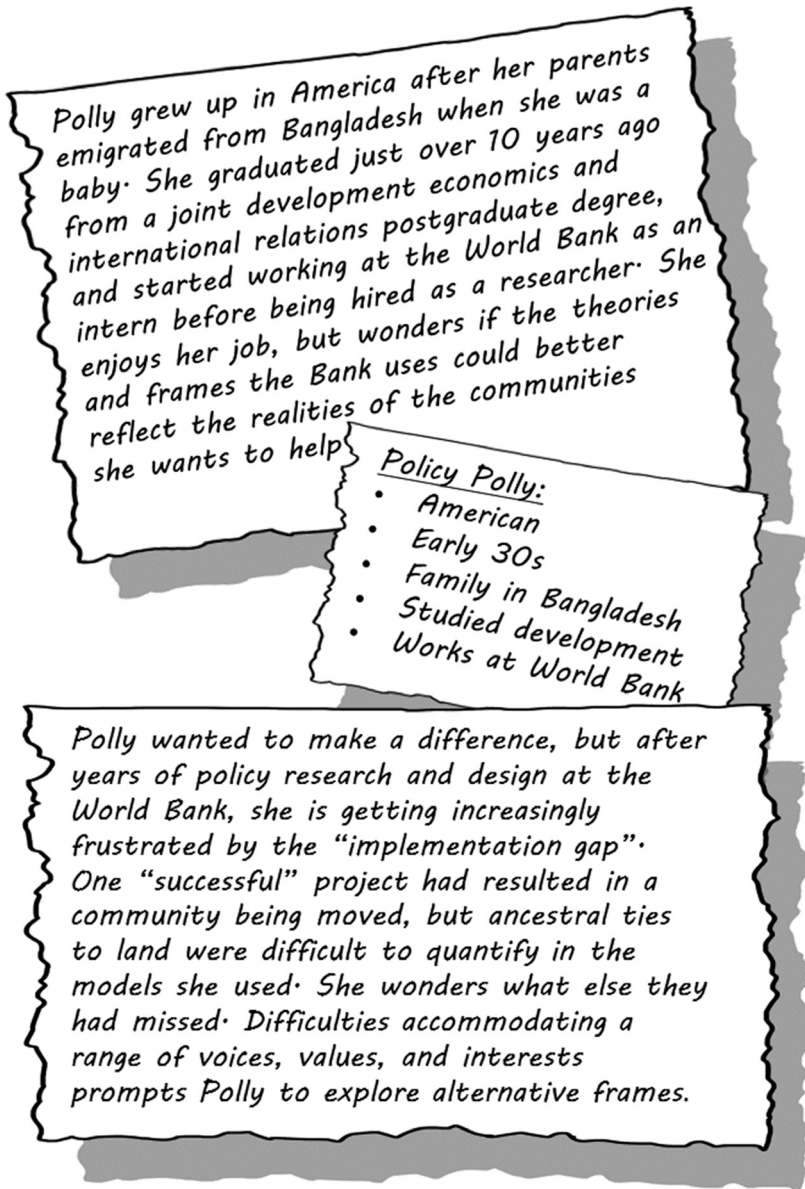 Polly grew up in America after her parents
emigrated from Bangladesh when she was a
baby. She graduated just over 10 years ago
from a joint development economics and
international relations postgraduate degree,
and started working at the World Bank as an
intern before being hired as a researcher. She
enjoys her job, but wonders if the theories
and frames the Bank uses could better
reflect the realities of the communities
she wants to help
Policy Polly:
• American
• Early 30s
• Family in Bangladesh
• Studied development
• Works at World Bank
Polly wanted to make a difference, but after
years of policy research and design at the
World Bank, she is getting increasingly
frustrated by the “implementation gap”.
One “successful” project had resulted in a
community being moved, but ancestral ties
to land were difficult to quantify in the
models she used. She wonders what else they
had missed. Difficulties accommodating a
range of voices, values, and interests
prompts Polly to explore alternative frames.